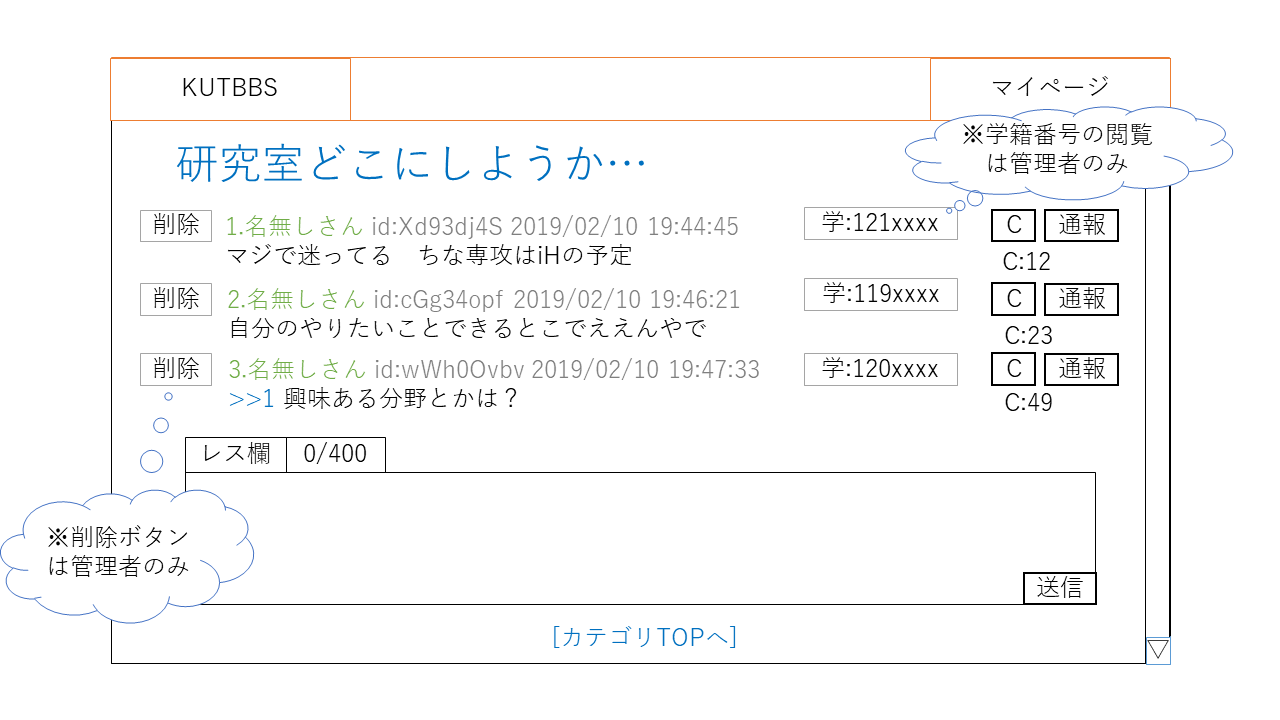 KUTBBS
マイページ
※学籍番号の閲覧
は管理者のみ
研究室どこにしようか…
削除 1.名無しさん id:Xd93dj4S 2019/02/10 19:44:45 学:121xxxx C 通報
マジで迷ってる　ちな専攻はiHの予定 C:12
削除 2.名無しさん id:cGg34opf 2019/02/10 19:46:21 学:119xxxx C 通報
自分のやりたいことできるとこでええんやで C:23
削除 3.名無しさん id:wWh0Ovbv 2019/02/10 19:47:33 学:120xxxx C 通報
>>1 興味ある分野とかは？ C:49
レス欄 0/400
※削除ボタン
は管理者のみ
送信
[カテゴリTOPへ]